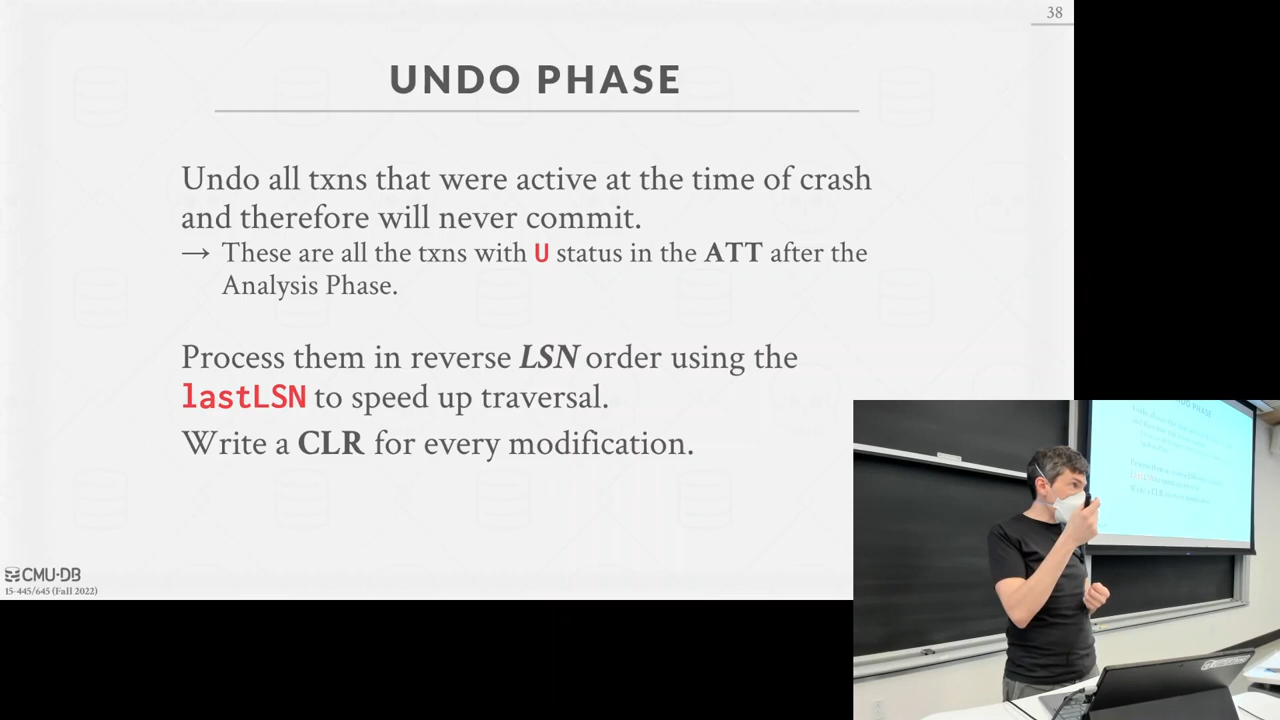 38
UNDO PHASE
Undo all txns that were active at the time of crash
and therefore will never commit.
→ These are all the txns with U status in the ATT after the
Analysis Phase.
Process them in reverse LSN order using the
lastLSN to speed up traversal.
Write a CLR for every modification.
CMU·DB
15-445/645 (Fall 2022)